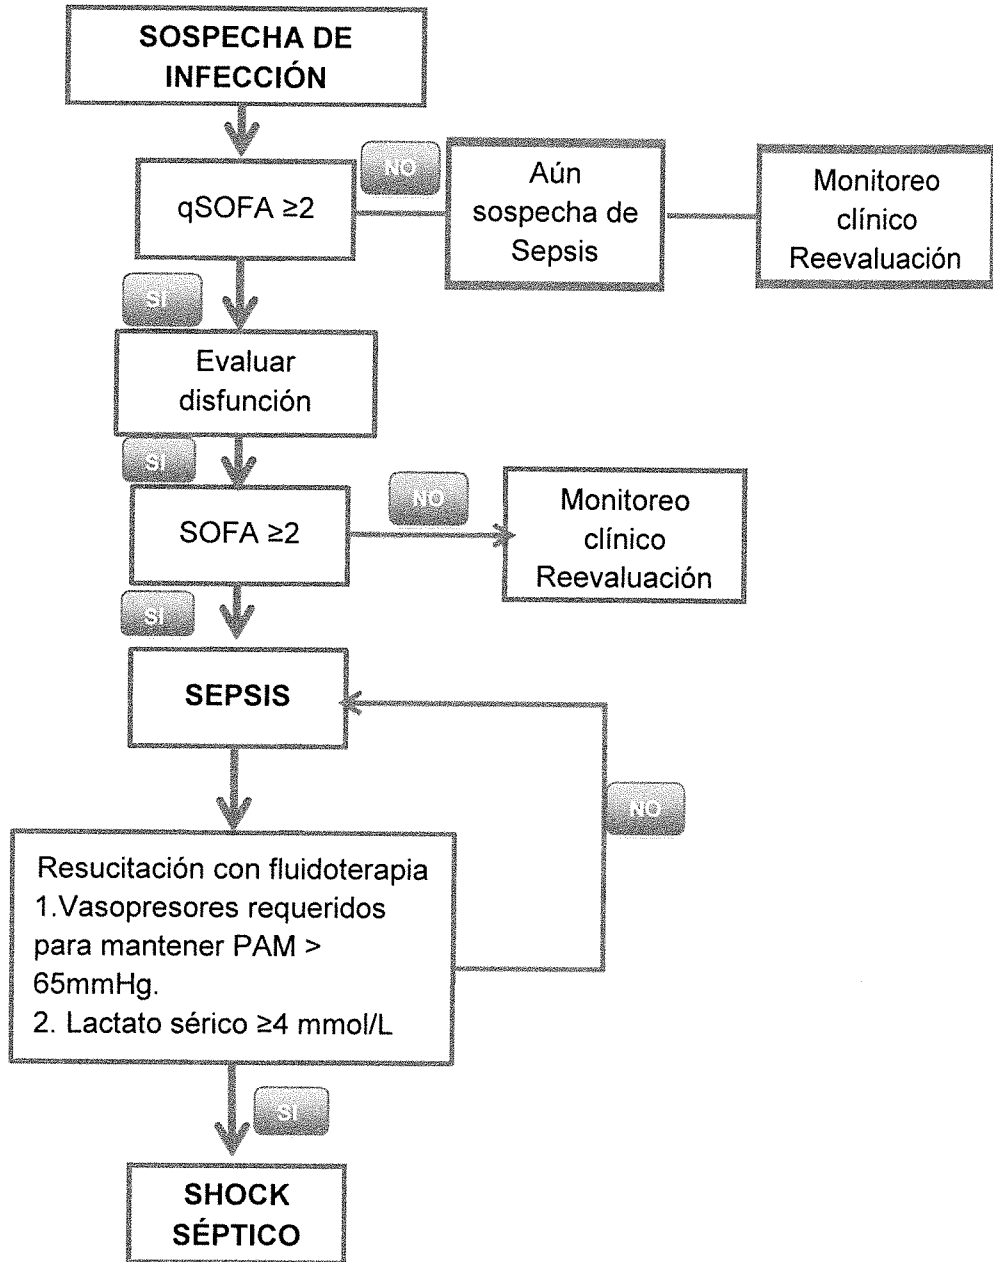 SOSPECHA DE
INFECCIÓN
qSOFA ≥2
NO
Aún
sospecha de
Sepsis
Monitoreo
clínico
Reevaluación
SI
Evaluar
disfunción
SI
SOFA ≥2
NO
Monitoreo
clínico
Reevaluación
SI
SEPSIS
NO
Resucitación con fluidoterapia
1.Vasopresores requeridos
para mantener PAM >
65mmHg.
2. Lactato sérico ≥4 mmol/L
SI
SHOCK
SÉPTICO